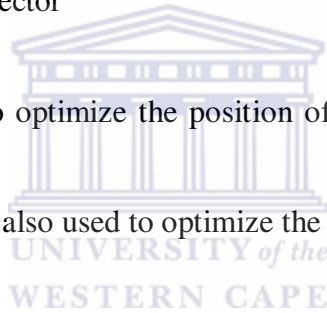 ector
o optimize the position of
also used to optimize the
UNIVERSITY of the
WESTERN CAPE